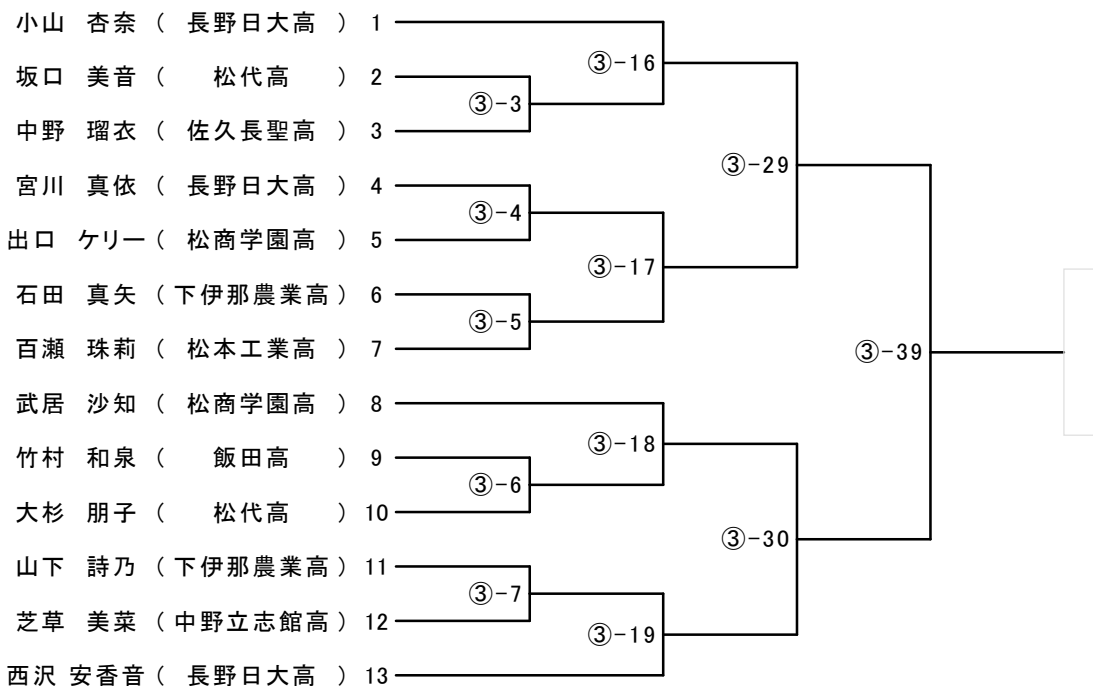 小山 杏奈 ( 長野日大高 ) 1
③-16
坂口 美音 ( 松代高 ) 2
③-3
中野 瑠衣 ( 佐久長聖高 ) 3
③-29
宮川 真依 ( 長野日大高 ) 4
③-4
出口 ケリー ( 松商学園高 ) 5
③-17
石田 真矢 ( 下伊那農業高 ) 6
③-5
百瀬 珠莉 ( 松本工業高 ) 7
③-39
武居 沙知 ( 松商学園高 ) 8
③-18
竹村 和泉 ( 飯田高 ) 9
③-6
大杉 朋子 ( 松代高 ) 10
③-30
山下 詩乃 ( 下伊那農業高 ) 11
③-7
芝草 美菜 ( 中野立志館高 ) 12
③-19
西沢 安香音 ( 長野日大高 ) 13